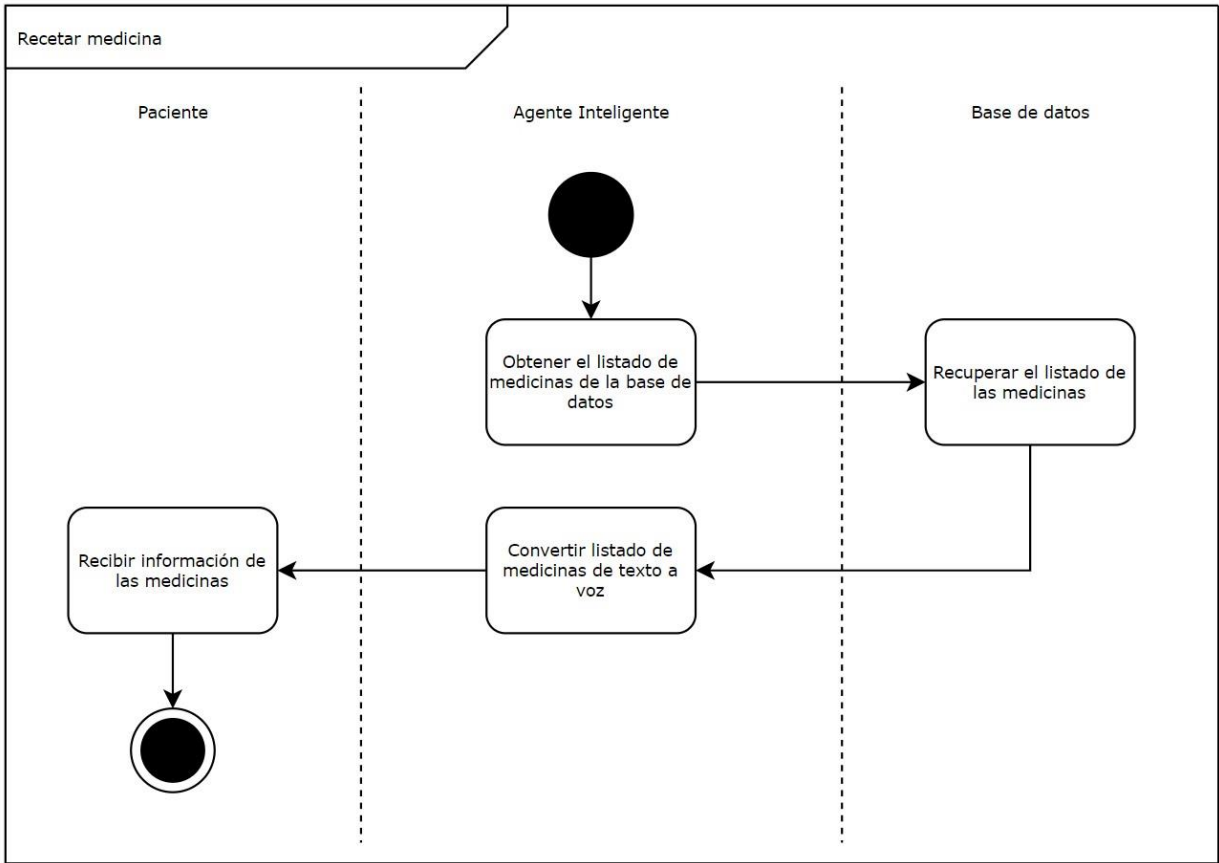 Recetar medicina
Paciente
Agente Inteligente
Base de datos
Obtener el listado de
medicinas de la base de
datos
Recuperar el listado de
las medicinas
Recibir información de
las medicinas
Convertir listado de
medicinas de texto a
voz